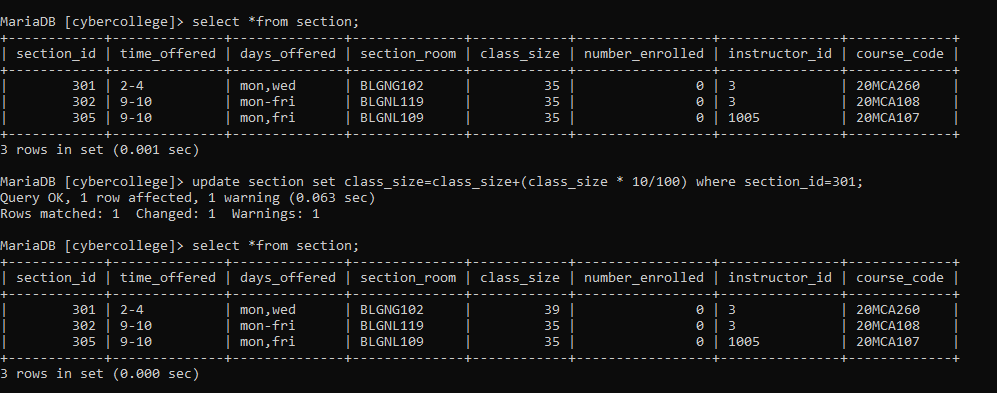 MariaDB [cybercollege]> select *from section;
+------------+--------------+--------------+--------------+------------+-----------------+---------------+-------------+
| section_id | time_offered | days_offered | section_room | class_size | number_enrolled | instructor_id | course_code |
+------------+--------------+--------------+--------------+------------+-----------------+---------------+-------------+
|        301 | 2-4          | mon,wed      | BLGNG102     |         35 |               0 | 3             | 20MCA260    |
|        302 | 9-10         | mon-fri      | BLGNL119     |         35 |               0 | 3             | 20MCA108    |
|        305 | 9-10         | mon,fri      | BLGNL109     |         35 |               0 | 1005          | 20MCA107    |
+------------+--------------+--------------+--------------+------------+-----------------+---------------+-------------+
3 rows in set (0.001 sec)
MariaDB [cybercollege]> update section set class_size=class_size+(class_size * 10/100) where section_id=301;
Query OK, 1 row affected, 1 warning (0.063 sec)
Rows matched: 1  Changed: 1  Warnings: 1
MariaDB [cybercollege]> select *from section;
+------------+--------------+--------------+--------------+------------+-----------------+---------------+-------------+
| section_id | time_offered | days_offered | section_room | class_size | number_enrolled | instructor_id | course_code |
+------------+--------------+--------------+--------------+------------+-----------------+---------------+-------------+
|        301 | 2-4          | mon,wed      | BLGNG102     |         39 |               0 | 3             | 20MCA260    |
|        302 | 9-10         | mon-fri      | BLGNL119     |         35 |               0 | 3             | 20MCA108    |
|        305 | 9-10         | mon,fri      | BLGNL109     |         35 |               0 | 1005          | 20MCA107    |
+------------+--------------+--------------+--------------+------------+-----------------+---------------+-------------+
3 rows in set (0.000 sec)